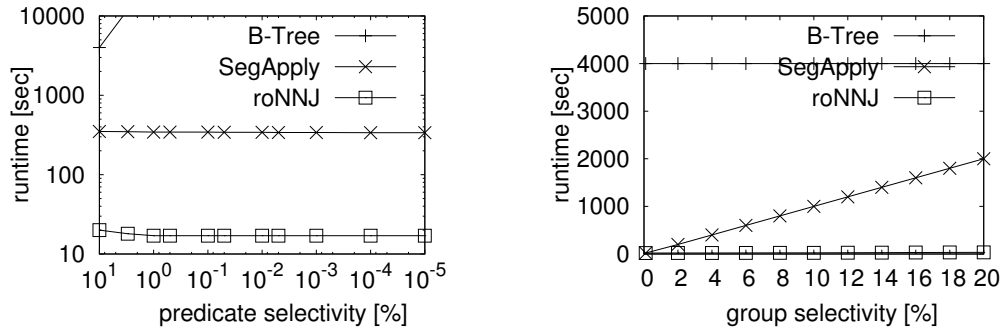 10000
1000
100
10
runtime [sec]
B-Tree
SegApply
roNNJ
10^1 10^0 10^-1 10^-2 10^-3 10^-4 10^-5
predicate selectivity [%]
5000
4000
3000
2000
1000
0
runtime [sec]
B-Tree
SegApply
roNNJ
0 2 4 6 8 10 12 14 16 18 20
group selectivity [%]